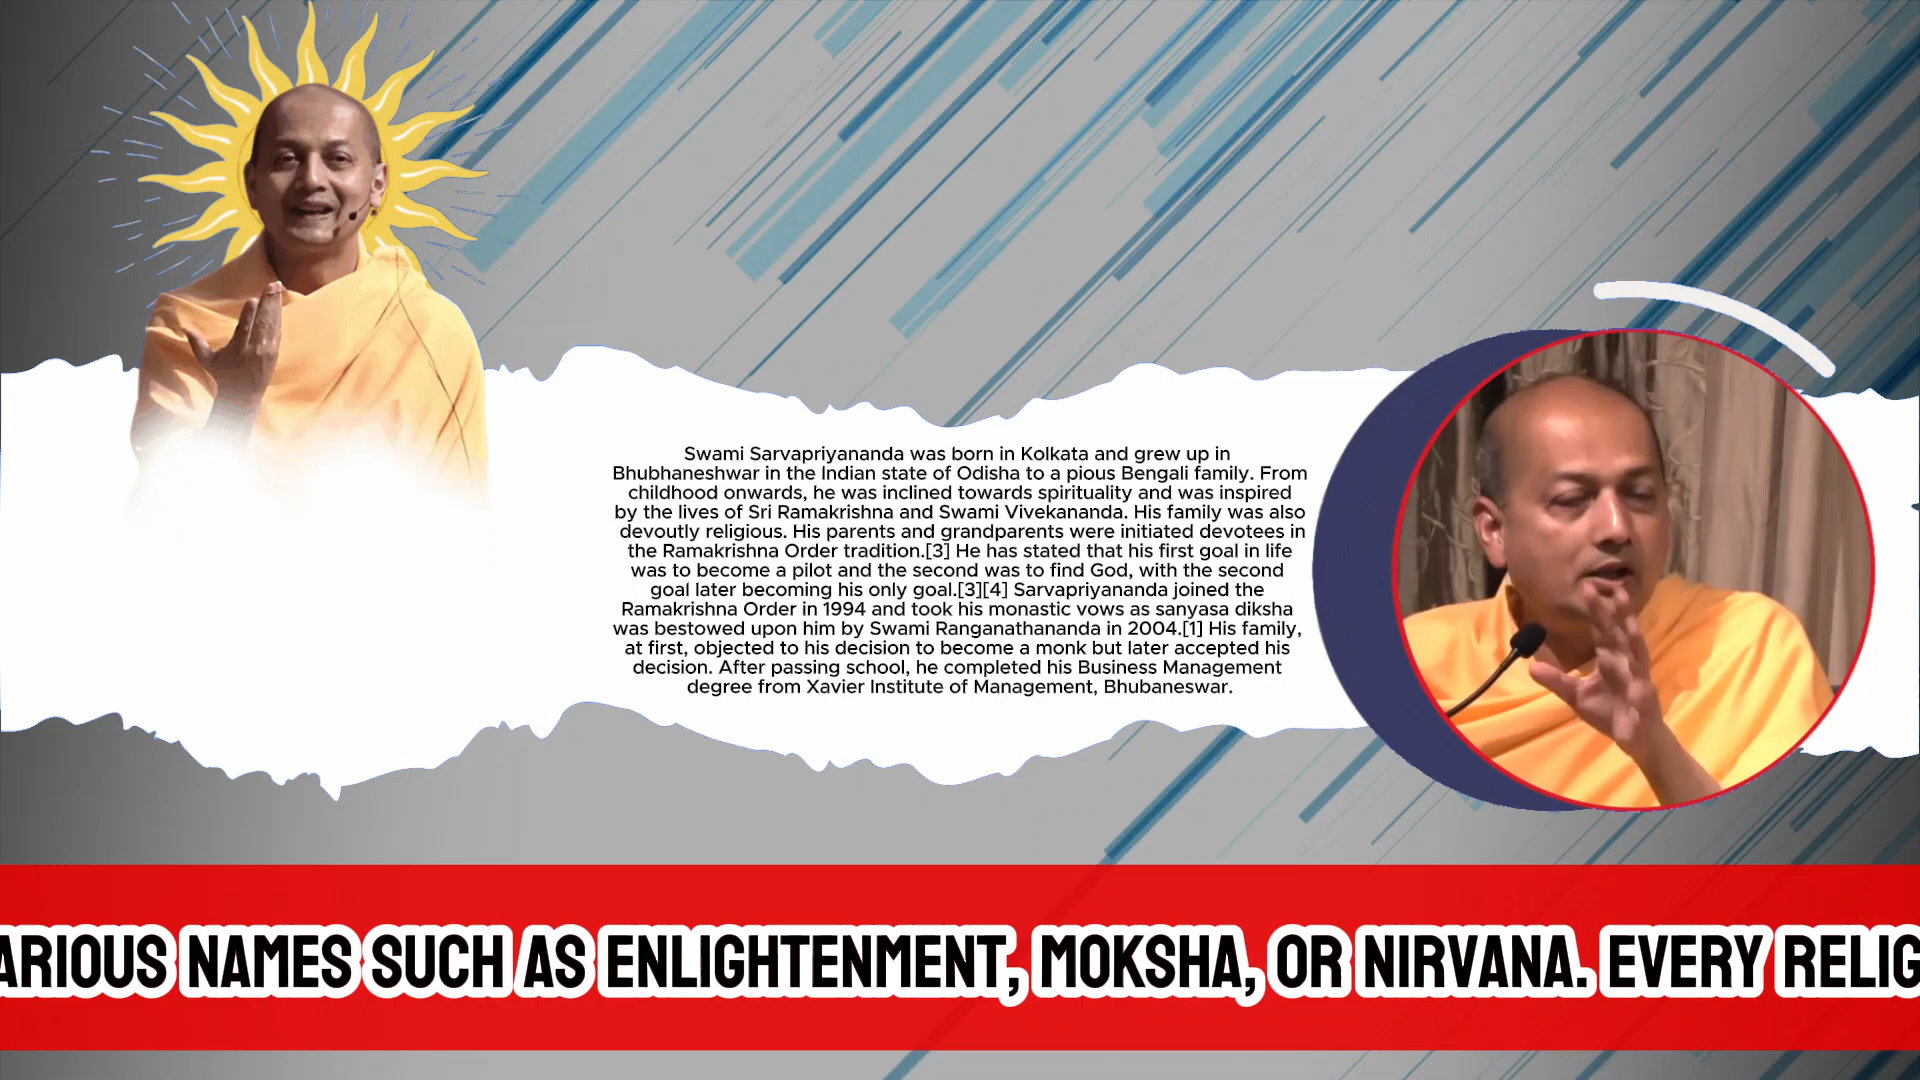 Swami Sarvapriyananda was born in Kolkata and grew up in
Bhubhaneshwar in the Indian state of Odisha to a pious Bengali family. From
childhood onwards, he was inclined towards spirituality and was inspired
by the lives of Sri Ramakrishna and Swami Vivekananda. His family was also
devoutly religious. His parents and grandparents were initiated devotees in
the Ramakrishna Order tradition.[3] He has stated that his first goal in life
was to become a pilot and the second was to find God, with the second
goal later becoming his only goal.[3][4] Sarvapriyananda joined the
Ramakrishna Order in 1994 and took his monastic vows as sanyasa diksha
was bestowed upon him by Swami Ranganathananda in 2004.[1] His family,
at first, objected to his decision to become a monk but later accepted his
decision. After passing school, he completed his Business Management
degree from Xavier Institute of Management, Bhubaneswar.
ARIOUS NAMES SUCH AS ENLIGHTENMENT, MOKSHA, OR NIRVANA. EVERY RELIG